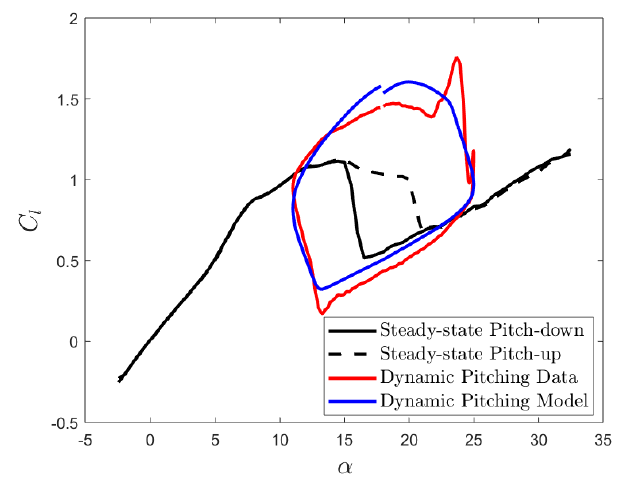 2
1.5
1
0.5
0
-0.5
C_l
-5 0 5 10 15 20 25 30 35
α
Steady-state Pitch-down
Steady-state Pitch-up
Dynamic Pitching Data
Dynamic Pitching Model